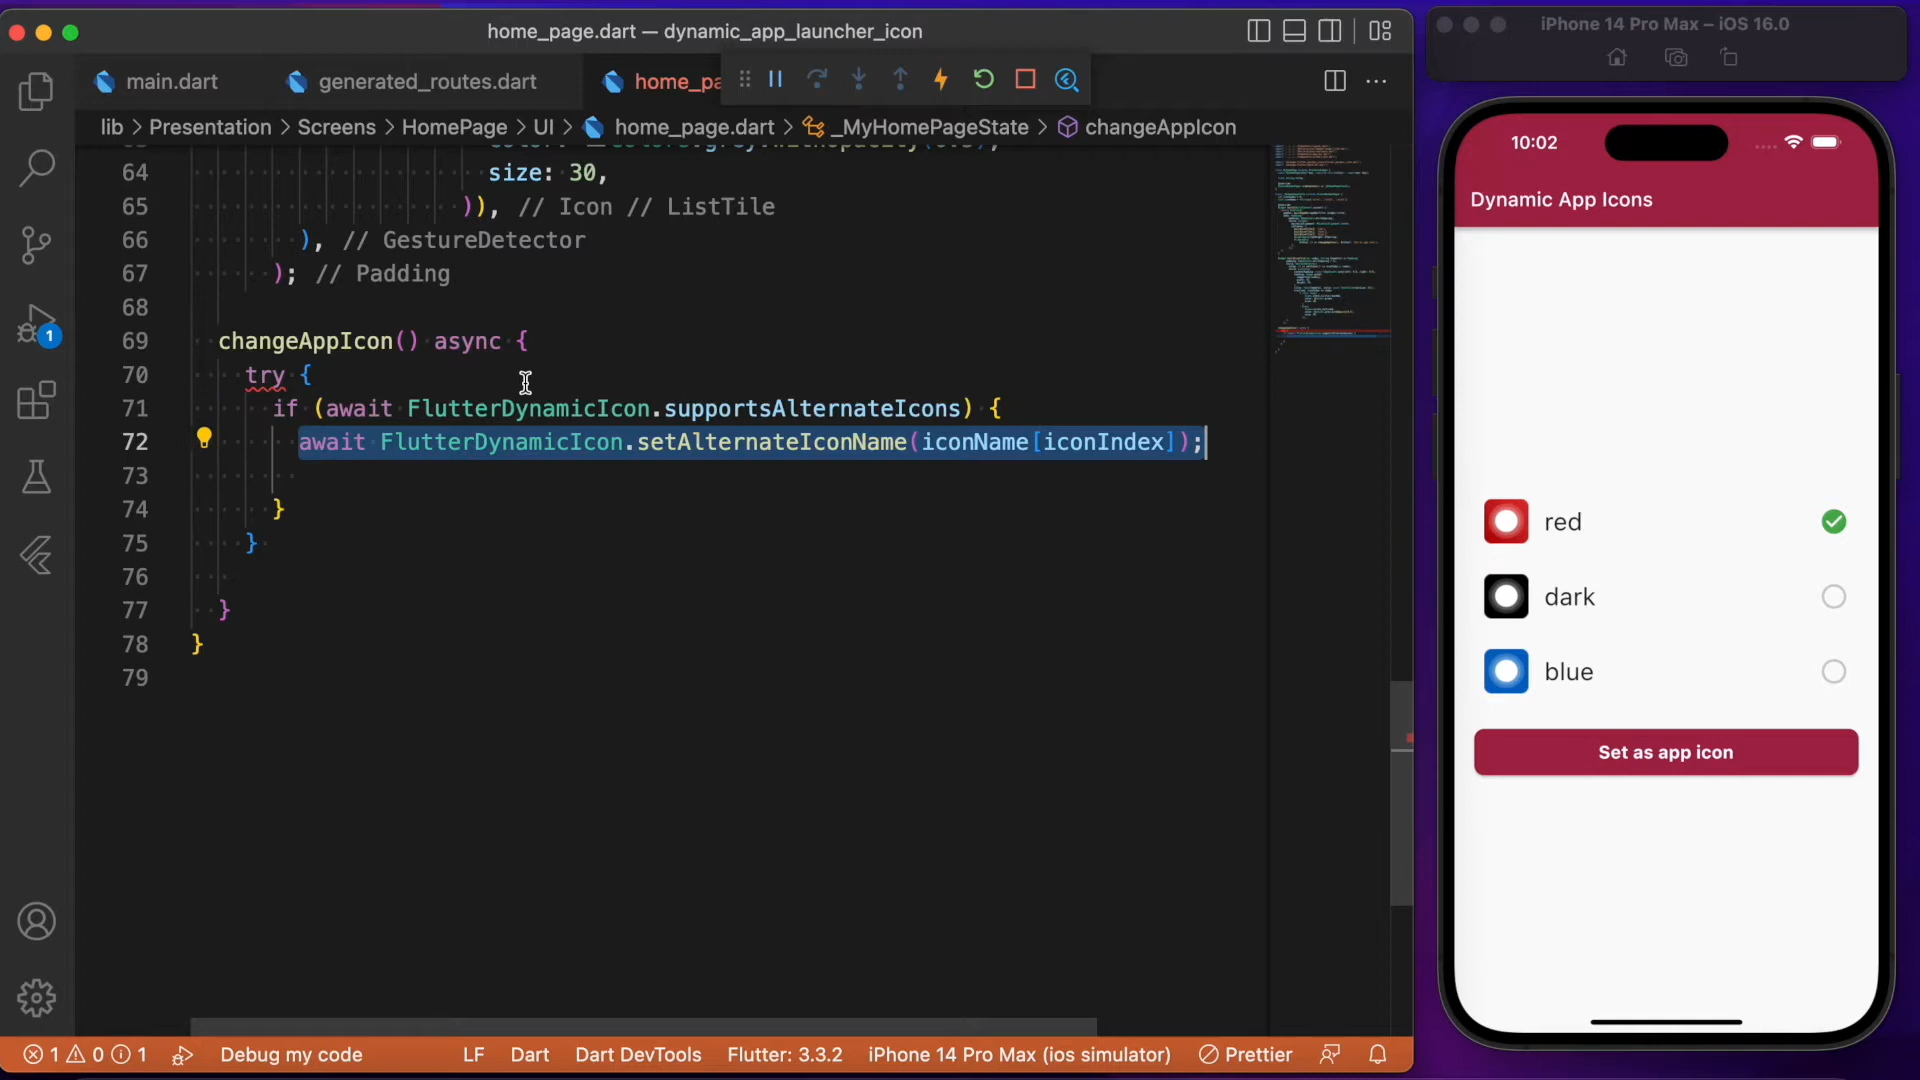 home_page.dart — dynamic_app_launcher_icon
main.dart
generated_routes.dart
home_pa
lib > Presentation > Screens > HomePage > UI > home_page.dart > _MyHomePageState > changeAppIcon
64 size: 30,
65 )), // Icon // ListTile
66 ), // GestureDetector
67 ); // Padding
68
69 changeAppIcon() async {
70 try {
71 if (await FlutterDynamicIcon.supportsAlternateIcons) {
72 await FlutterDynamicIcon.setAlternateIconName(iconName[iconIndex]);
73
74 }
75 }
76
77 }
78 }
79
1
1 0 1 Debug my code LF Dart Dart DevTools Flutter: 3.3.2 iPhone 14 Pro Max (ios simulator) Prettier
iPhone 14 Pro Max – iOS 16.0
10:02
Dynamic App Icons
red
dark
blue
Set as app icon